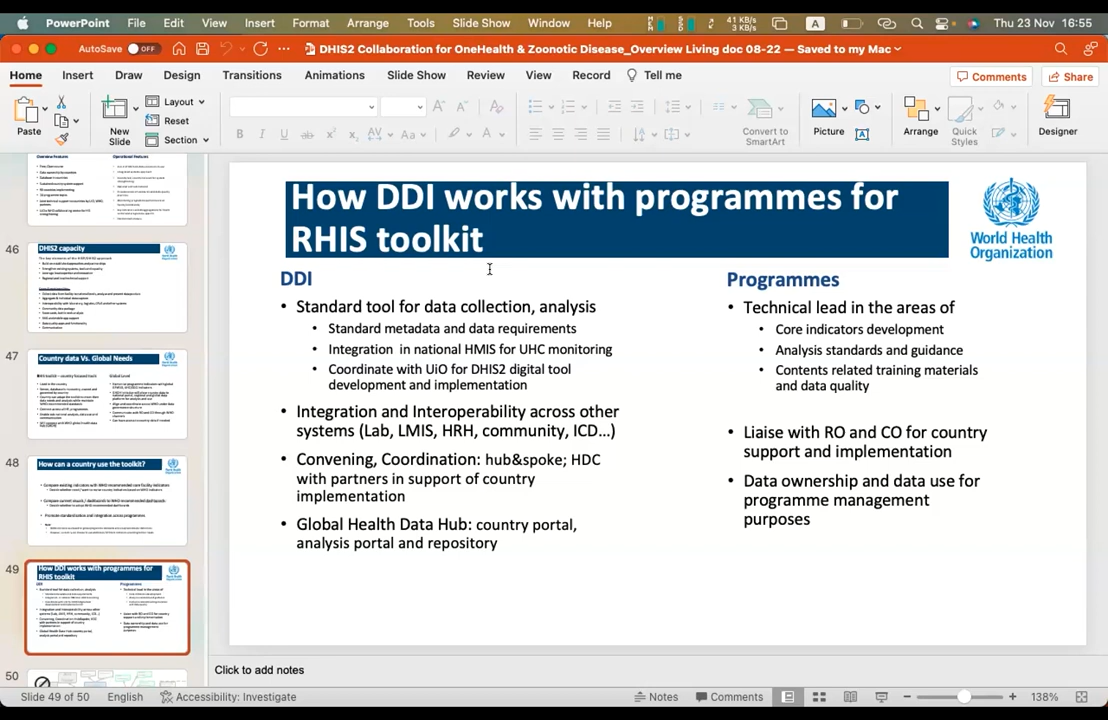 PowerPoint File Edit View Insert Format Arrange Tools Slide Show Window Help
41 KB/s
3 KB/s
A
Thu 23 Nov 16:55
AutoSave OFF
DHIS2 Collaboration for OneHealth & Zoonotic Disease_Overview Living doc 08-22 — Saved to my Mac
Home Insert Draw Design Transitions Animations Slide Show Review View Record Tell me
Comments Share
Paste
New
Slide
Layout
Reset
Section
Convert to
SmartArt
Picture
Arrange
Quick
Styles
Designer
46
DHIS2 capacity
47
Country data Vs. Global Needs
48
How can a country use the toolkit?
49
How DDI works with programmes for
RHIS toolkit
50
How DDI works with programmes for
RHIS toolkit
World Health
Organization
DDI
• Standard tool for data collection, analysis
• Standard metadata and data requirements
• Integration in national HMIS for UHC monitoring
• Coordinate with UiO for DHIS2 digital tool
development and implementation
• Integration and Interoperability across other
systems (Lab, LMIS, HRH, community, ICD...)
• Convening, Coordination: hub&spoke; HDC
with partners in support of country
implementation
• Global Health Data Hub: country portal,
analysis portal and repository
Programmes
• Technical lead in the areas of
• Core indicators development
• Analysis standards and guidance
• Contents related training materials
and data quality
• Liaise with RO and CO for country
support and implementation
• Data ownership and data use for
programme management
purposes
Click to add notes
Slide 49 of 50 English Accessibility: Investigate
Notes Comments
138%